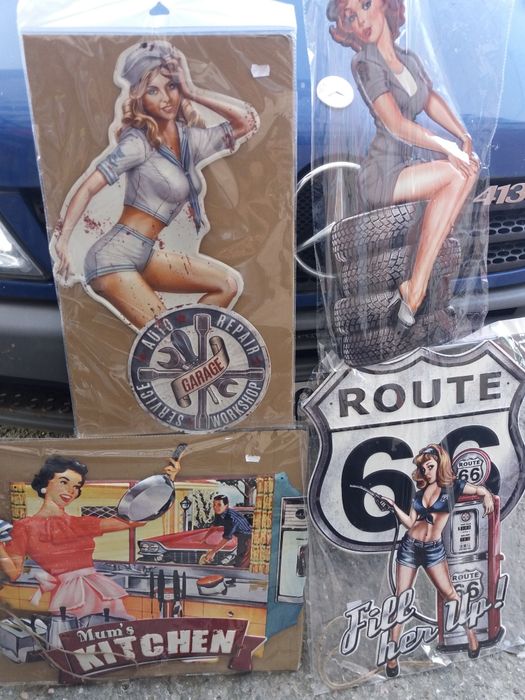 413
AUTO REPAIR
GARAGE
SERVICE WORKSHOP
ROUTE
66
ROUTE
66
ROUTE
66
Fill
her Up!
Mum's
KITCHEN